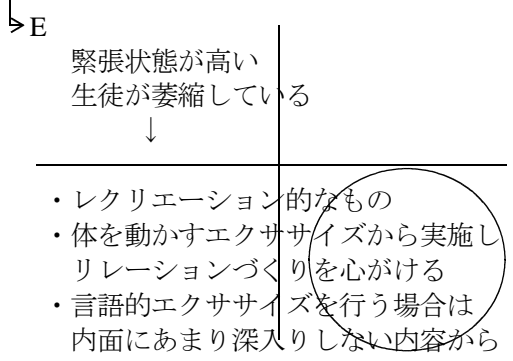 E
緊張状態が高い
生徒が萎縮している
↓
・レクリエーション的なもの
・体を動かすエクササイズから実施し
リレーションづくりを心がける
・言語的エクササイズを行う場合は
内面にあまり深入りしない内容から